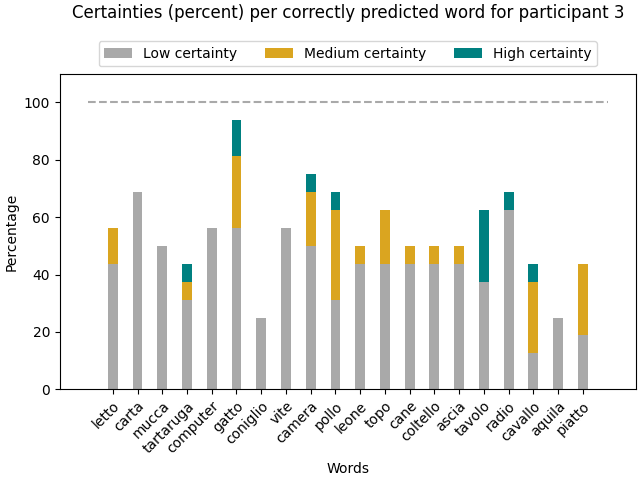 Certainties (percent) per correctly predicted word for participant 3
Low certainty Medium certainty High certainty
100
80
60
40
20
0
Percentage
letto carta mucca tartaruga computer gatto coniglio vite camera pollo leone topo cane coltello ascia tavolo radio cavallo aquila piatto
Words